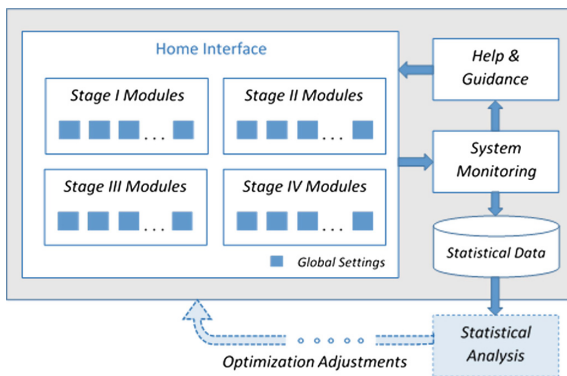 Home Interface
Stage I Modules
...
Stage II Modules
...
Stage III Modules
...
Stage IV Modules
...
Global Settings
Help &
Guidance
System
Monitoring
Statistical Data
Statistical
Analysis
Optimization Adjustments